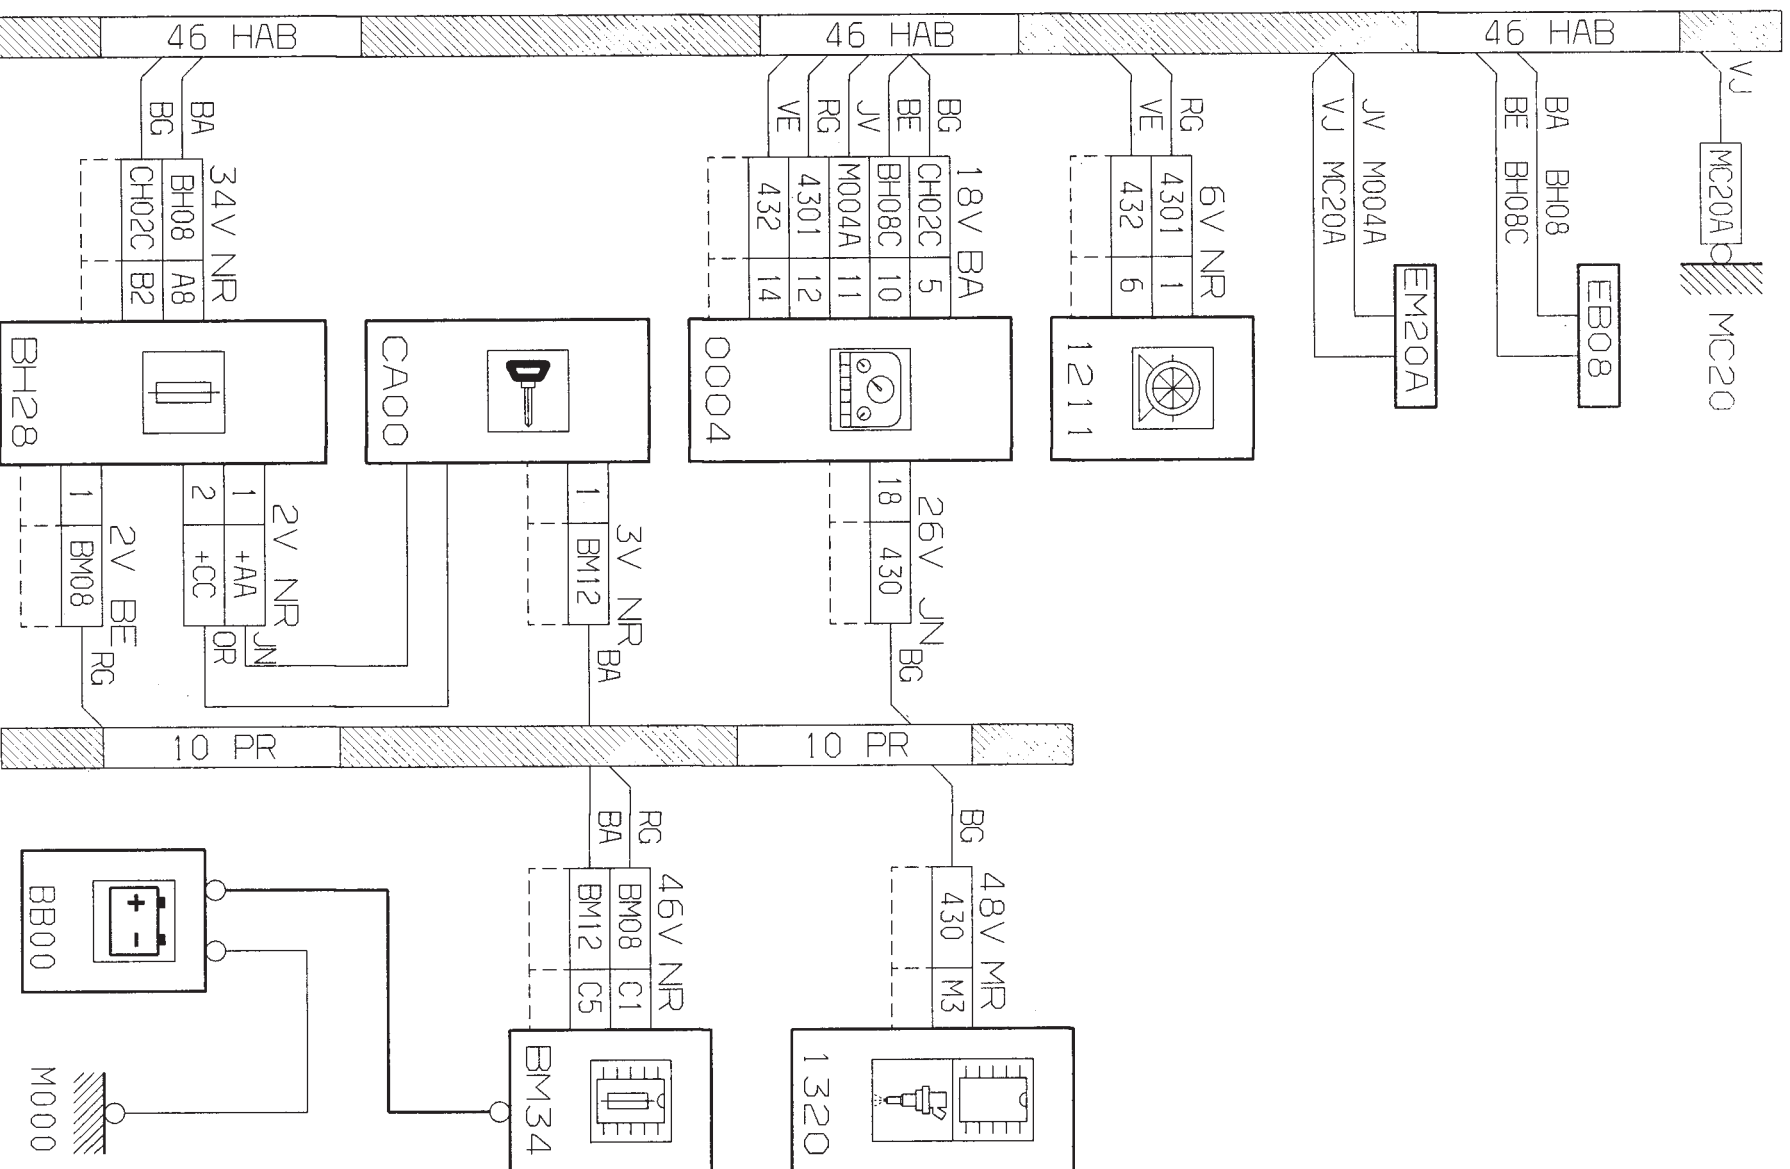 46 HAB
46 HAB
46 HAB
VJ
MC20A
MC20
BA
BG
34V NR
BH08 A8
CH02C B2
BH28
CA00
BG
BE
JV
RG
VE
18V BA
CH02C 5
BH08C 10
M004A 11
4301 12
432 14
0004
RG
VE
6V NR
4301 1
432 6
1211
JV M004A
VJ MC20A
EM20A
BA BH08
BE BH08C
EB08
2V BE
1 BM08
RG
2V NR
1 +AA
2 +CC
JN
OR
3V NR
1 BM12
BA
26V JN
18 430
BG
10 PR
10 PR
RG
BA
46V NR
BM08 C1
BM12 C5
BM34
BG
48V MR
430 M3
1320
+ -
BB00
M000